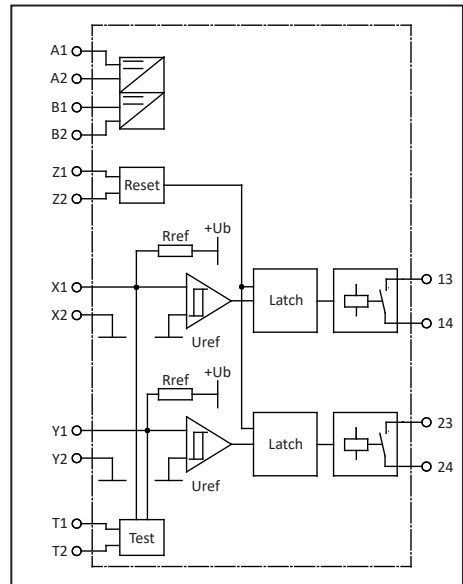 A1
A2
B1
B2
Z1
Z2
Reset
Rref
+Ub
X1
X2
Uref
Latch
13
14
Rref
+Ub
Y1
Y2
Uref
Latch
23
24
T1
T2
Test